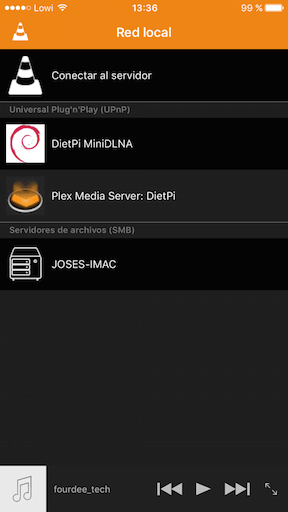 Lowi 13:36 99 %
Red local
Conectar al servidor
Universal Plug'n'Play (UPnP)
DietPi MiniDLNA
Plex Media Server: DietPi
Servidores de archivos (SMB)
JOSES-IMAC
fourdee_tech